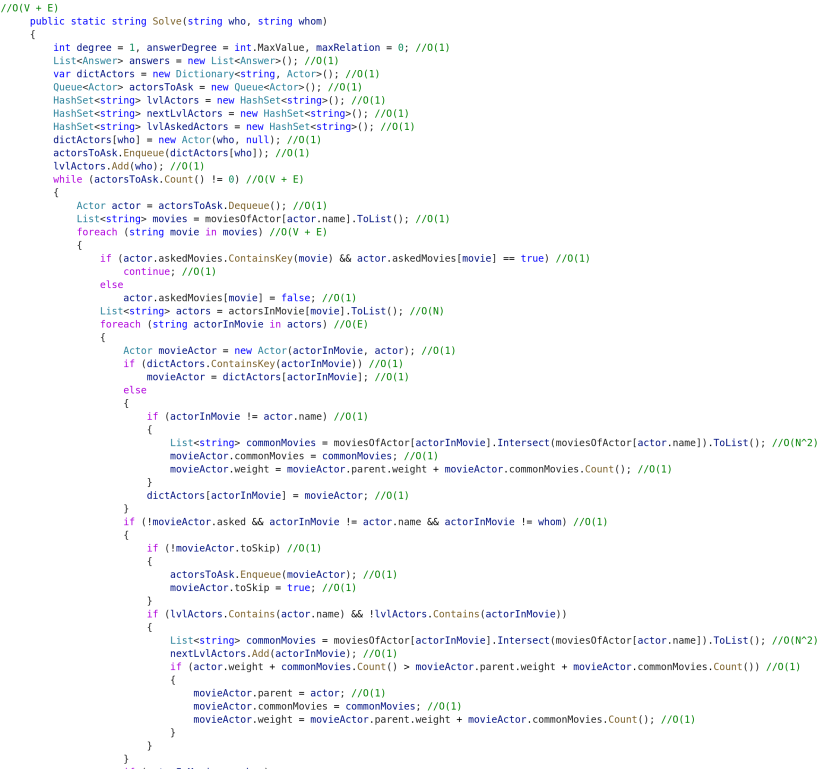 //O(V + E)
public static string Solve(string who, string whom)
{
int degree = 1, answerDegree = int.MaxValue, maxRelation = 0; //O(1)
List<Answer> answers = new List<Answer>(); //O(1)
var dictActors = new Dictionary<string, Actor>(); //O(1)
Queue<Actor> actorsToAsk = new Queue<Actor>(); //O(1)
HashSet<string> lvlActors = new HashSet<string>(); //O(1)
HashSet<string> nextLvlActors = new HashSet<string>(); //O(1)
HashSet<string> lvlAskedActors = new HashSet<string>(); //O(1)
dictActors[who] = new Actor(who, null); //O(1)
actorsToAsk.Enqueue(dictActors[who]); //O(1)
lvlActors.Add(who); //O(1)
while (actorsToAsk.Count() != 0) //O(V + E)
{
Actor actor = actorsToAsk.Dequeue(); //O(1)
List<string> movies = moviesOfActor[actor.name].ToList(); //O(1)
foreach (string movie in movies) //O(V + E)
{
if (actor.askedMovies.ContainsKey(movie) && actor.askedMovies[movie] == true) //O(1)
continue; //O(1)
else
actor.askedMovies[movie] = false; //O(1)
List<string> actors = actorsInMovie[movie].ToList(); //O(N)
foreach (string actorInMovie in actors) //O(E)
{
Actor movieActor = new Actor(actorInMovie, actor); //O(1)
if (dictActors.ContainsKey(actorInMovie)) //O(1)
movieActor = dictActors[actorInMovie]; //O(1)
else
{
if (actorInMovie != actor.name) //O(1)
{
List<string> commonMovies = moviesOfActor[actorInMovie].Intersect(moviesOfActor[actor.name]).ToList(); //O(N^2)
movieActor.commonMovies = commonMovies; //O(1)
movieActor.weight = movieActor.parent.weight + movieActor.commonMovies.Count(); //O(1)
}
dictActors[actorInMovie] = movieActor; //O(1)
}
if (!movieActor.asked && actorInMovie != actor.name && actorInMovie != whom) //O(1)
{
if (!movieActor.toSkip) //O(1)
{
actorsToAsk.Enqueue(movieActor); //O(1)
movieActor.toSkip = true; //O(1)
}
if (lvlActors.Contains(actor.name) && !lvlActors.Contains(actorInMovie))
{
List<string> commonMovies = moviesOfActor[actorInMovie].Intersect(moviesOfActor[actor.name]).ToList(); //O(N^2)
nextLvlActors.Add(actorInMovie); //O(1)
if (actor.weight + commonMovies.Count() > movieActor.parent.weight + movieActor.commonMovies.Count()) //O(1)
{
movieActor.parent = actor; //O(1)
movieActor.commonMovies = commonMovies; //O(1)
movieActor.weight = movieActor.parent.weight + movieActor.commonMovies.Count(); //O(1)
}
}
}